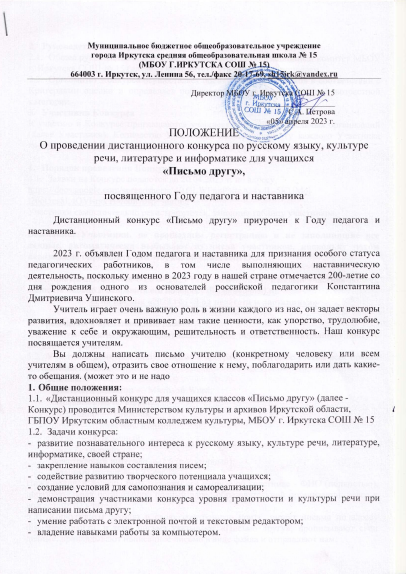 Муниципальное бюджетное общеобразовательное учреждение
города Иркутска средняя общеобразовательная школа № 15
(МБОУ Г.ИРКУТСКА СОШ № 15)
664003 г. Иркутск, ул. Ленина 56, тел./факс 20-17-69, sh15irk@yandex.ru
Директор МБОУ г. Иркутска СОШ № 15
МБОУ
г. Иркутска
СОШ № 15
А. Петрова
«05» апреля 2023 г.
ПОЛОЖЕНИЕ
О проведении дистанционного конкурса по русскому языку, культуре
речи, литературе и информатике для учащихся
«Письмо другу»,
посвященного Году педагога и наставника
Дистанционный конкурс «Письмо другу» приурочен к Году педагога и
наставника.
2023 г. объявлен Годом педагога и наставника для признания особого статуса
педагогических работников, в том числе выполняющих наставническую
деятельность, поскольку именно в 2023 году в нашей стране отмечается 200-летие со
дня рождения одного из основателей российской педагогики Константина
Дмитриевича Ушинского.
Учитель играет очень важную роль в жизни каждого из нас, он задает векторы
развития, вдохновляет и прививает нам такие ценности, как упорство, трудолюбие,
уважение к себе и окружающим, решительность и ответственность. Наш конкурс
посвящается учителям.
Вы должны написать письмо учителю (конкретному человеку или всем
учителям в общем), отразить свое отношение к нему, поблагодарить или дать какие-
то обещания. (может это и не надо
1. Общие положения:
1.1. «Дистанционный конкурс для учащихся классов «Письмо другу» (далее -
Конкурс) проводится Министерством культуры и архивов Иркутской области,
ГБПОУ Иркутским областным колледжем культуры, МБОУ г. Иркутска СОШ № 15
1.2. Задачи конкурса:
- развитие познавательного интереса к русскому языку, культуре речи, литературе,
информатике, своей стране;
- закрепление навыков составления писем;
- содействие развитию творческого потенциала учащихся;
- создание условий для самопознания и самореализации;
- демонстрация участниками конкурса уровня грамотности и культуры речи при
написании письма другу;
- умение работать с электронной почтой и текстовым редактором;
- владение навыками работы за компьютером.